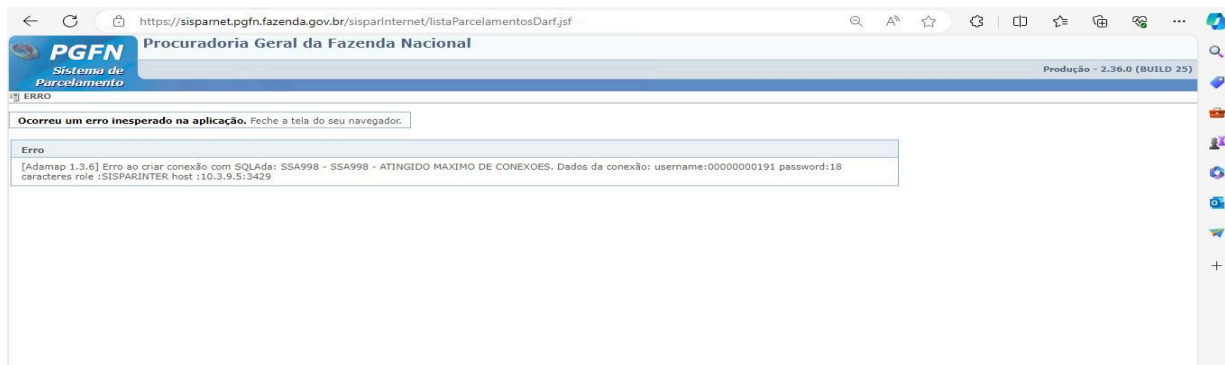 https://sisparnet.pgfn.fazenda.gov.br/sisparInternet/listaParcelamentosDarf.jsf
PGFN
Sistema de
Parcelamento
Procuradoria Geral da Fazenda Nacional
Produção - 2.36.0 (BUILD 25)
ERRO
Ocorreu um erro inesperado na aplicação. Feche a tela do seu navegador.
Erro
[Adamap 1.3.6] Erro ao criar conexão com SQLAda: SSA998 - SSA998 - ATINGIDO MAXIMO DE CONEXOES. Dados da conexão: username:00000000191 password:18
caracteres role :SISPARINTER host :10.3.9.5:3429